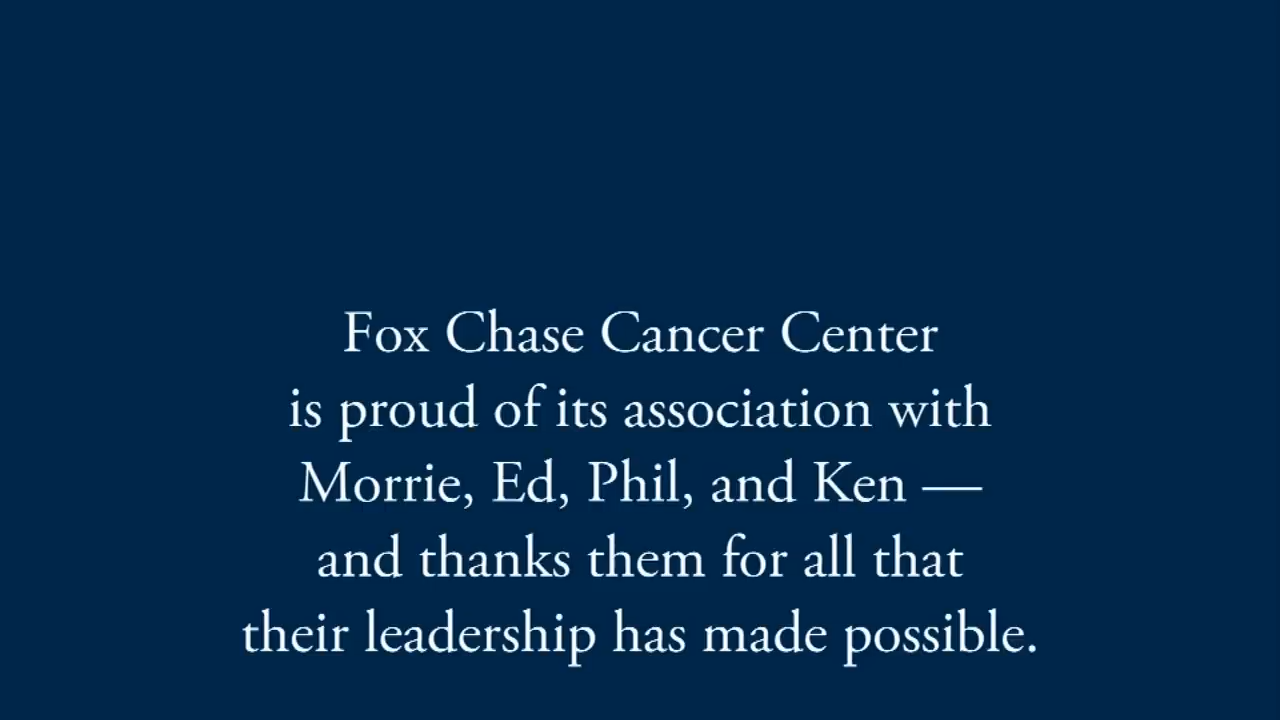 Fox Chase Cancer Center
is proud of its association with
Morrie, Ed, Phil, and Ken —
and thanks them for all that
their leadership has made possible.